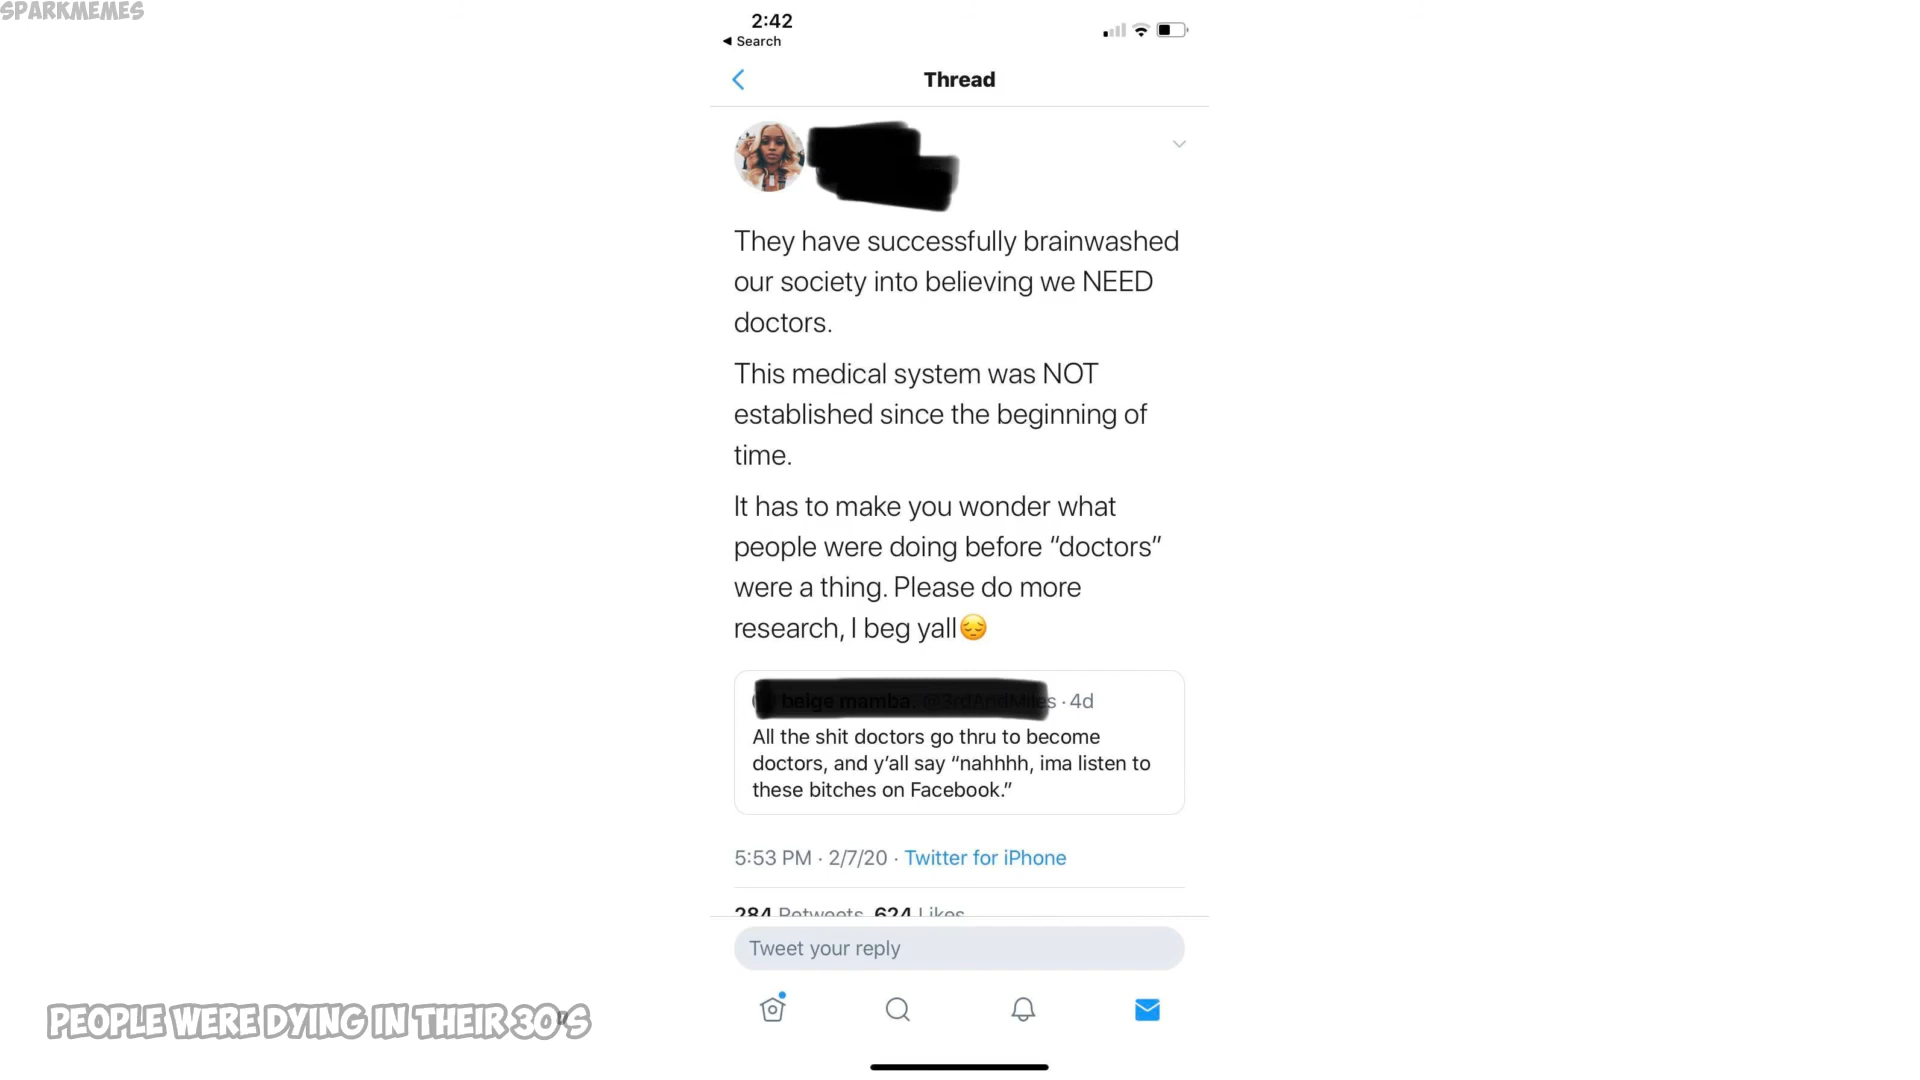 SPARKMEMES
2:42
Search
Thread
They have successfully brainwashed
our society into believing we NEED
doctors.
This medical system was NOT
established since the beginning of
time.
It has to make you wonder what
people were doing before “doctors”
were a thing. Please do more
research, I beg yall😔
· 4d
All the shit doctors go thru to become
doctors, and y’all say “nahhhh, ima listen to
these bitches on Facebook.”
5:53 PM · 2/7/20 · Twitter for iPhone
284 Retweets 624 Likes
Tweet your reply
PEOPLE WERE DYING IN THEIR 30'S